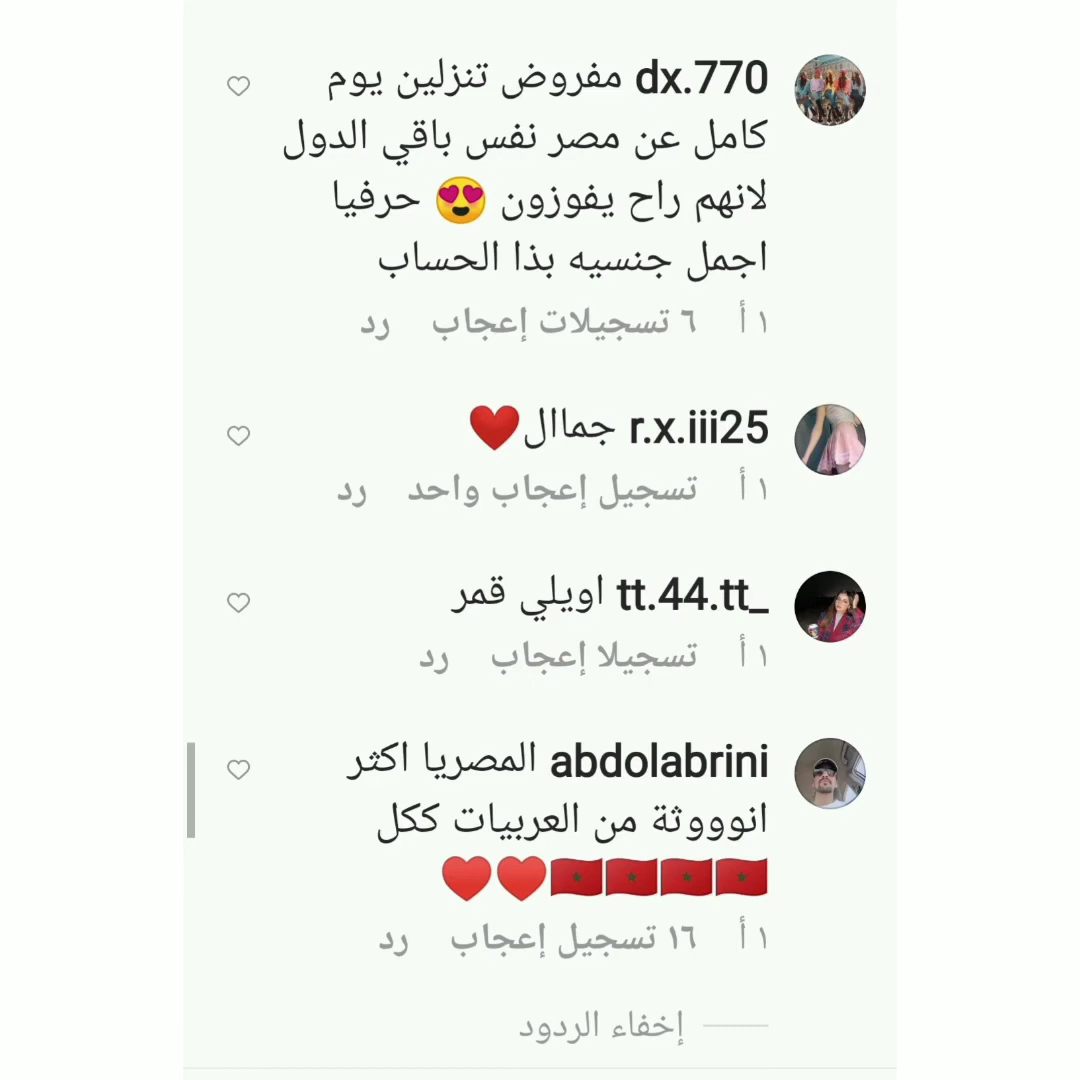 dx.770 مفروض تنزلين يوم
كامل عن مصر نفس باقي الدول
لانهم راح يفوزون 😍 حرفيا
اجمل جنسيه بذا الحساب
١ أ ٦ تسجيلات إعجاب رد
r.x.iii25 جماال❤️
١ أ تسجيل إعجاب واحد رد
tt.44.tt_ اويلي قمر
١ أ تسجيلا إعجاب رد
abdolabrini المصريا اكثر
انوووثة من العربيات ككل
🇲🇦🇲🇦🇲🇦🇲🇦♥️♥️
١ أ ١٦ تسجيل إعجاب رد
إخفاء الردود